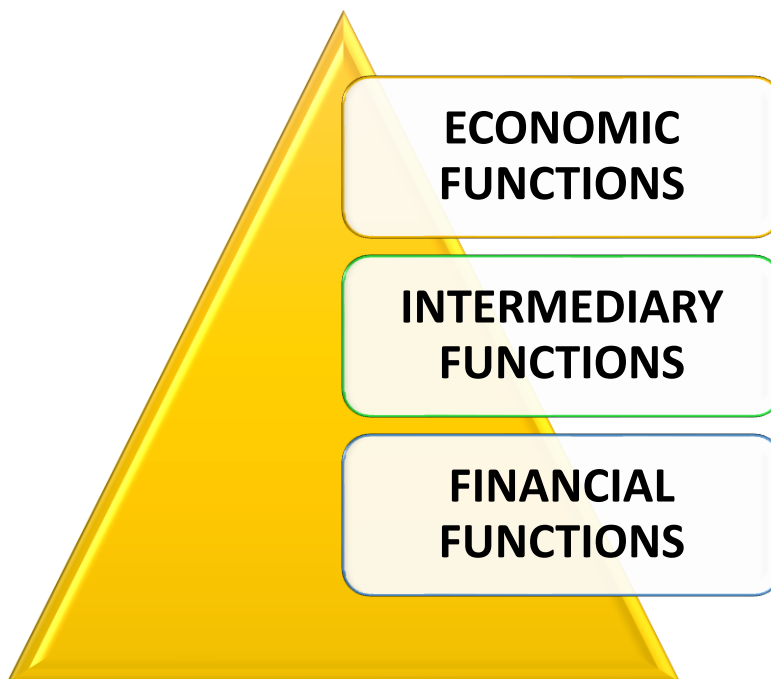 ECONOMIC
FUNCTIONS
INTERMEDIARY
FUNCTIONS
FINANCIAL
FUNCTIONS